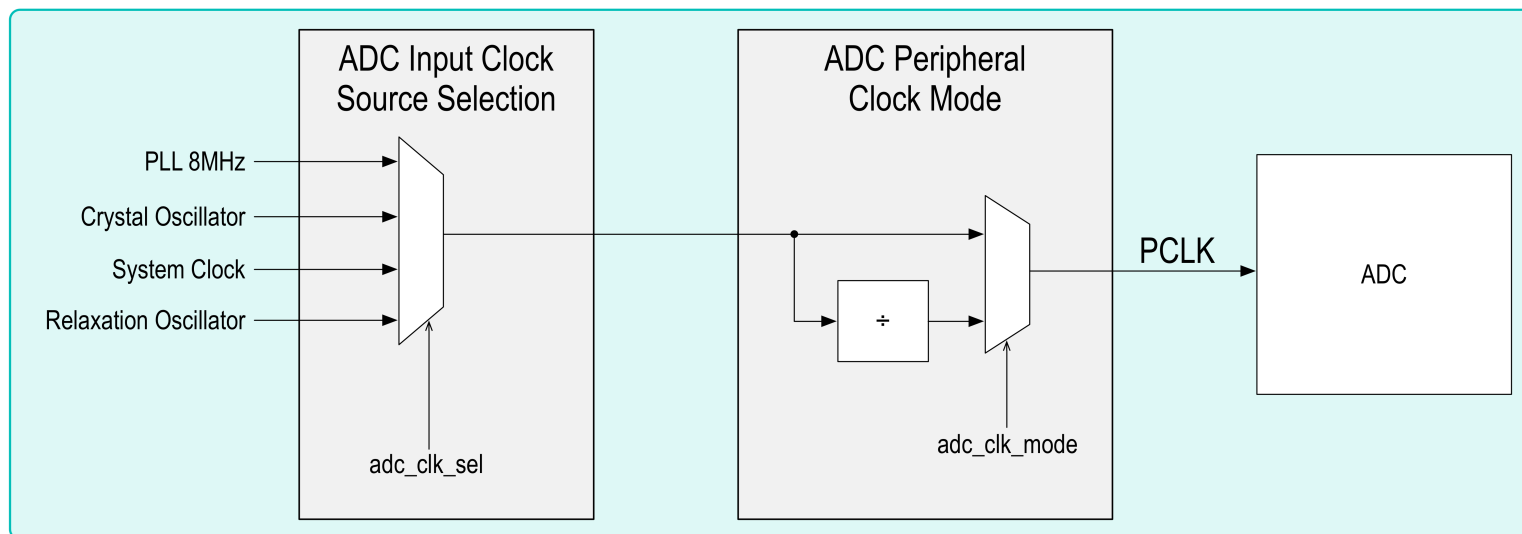 ADC Input Clock
Source Selection
PLL 8MHz
Crystal Oscillator
System Clock
Relaxation Oscillator
adc_clk_sel
ADC Peripheral
Clock Mode
÷
adc_clk_mode
PCLK
ADC